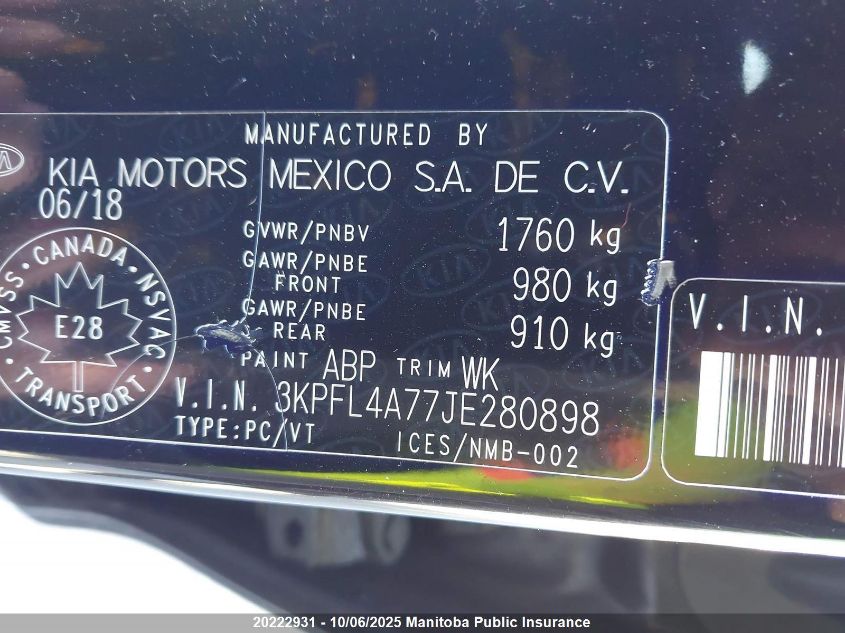 MANUFACTURED BY
KIA MOTORS MEXICO S.A. DE C.V.
06/18
GVWR/PNBV 1760 kg
GAWR/PNBE FRONT 980 kg
GAWR/PNBE REAR 910 kg
PAINT ABP TRIM WK
V.I.N. 3KPFL4A77JE280898
TYPE:PC/VT ICES/NMB-002
CANADA
CMVSS • NSVAC
E28
TRANSPORT
V.I.N.
20222931 - 10/06/2025 Manitoba Public Insurance